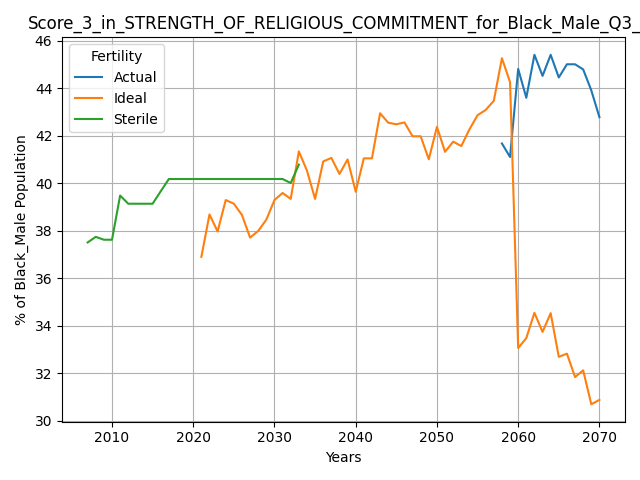 Score_3_in_STRENGTH_OF_RELIGIOUS_COMMITMENT_for_Black_Male_Q3_
Fertility
Actual
Ideal
Sterile
% of Black_Male Population
46
44
42
40
38
36
34
32
30
2010 2020 2030 2040 2050 2060 2070
Years